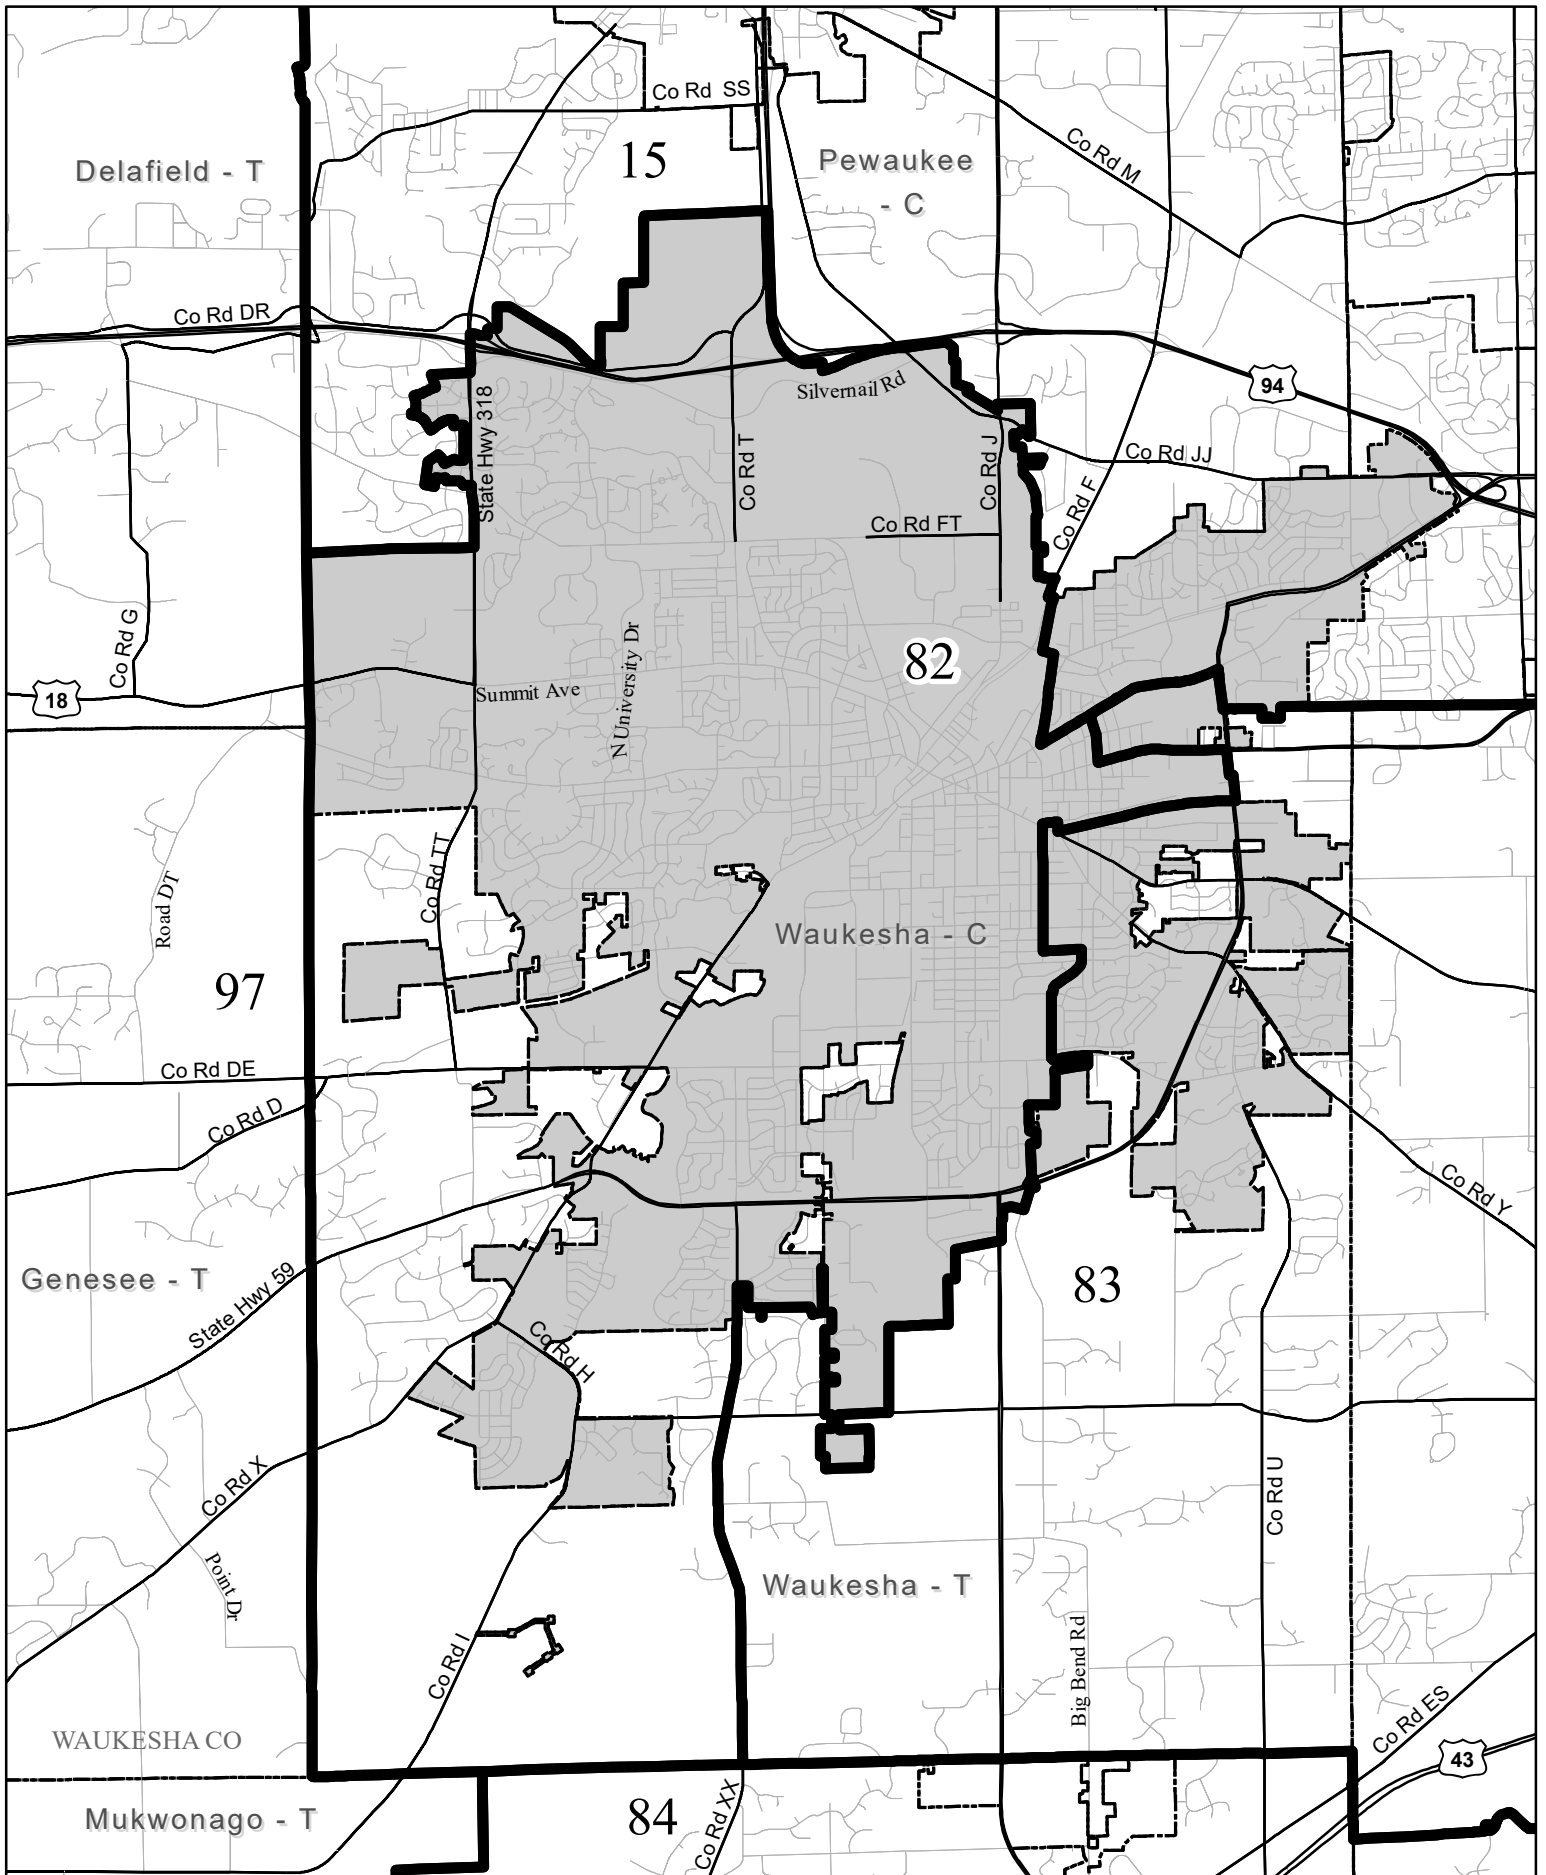 Co Rd SS
15
Delafield - T
Pewaukee
- C
Co Rd M
Co Rd DR
94
Silvernail Rd
State Hwy 318
Co Rd T
Co Rd J
Co Rd JJ
Co Rd F
Co Rd FT
Co Rd G
N University Dr
82
18
Summit Ave
Co Rd TT
Road DT
Waukesha - C
97
Co Rd DE
Co Rd D
Co Rd Y
Genesee - T
State Hwy 59
83
Co Rd H
Co Rd X
Co Rd U
Point Dr
Waukesha - T
Co Rd I
Big Bend Rd
Co Rd ES
WAUKESHA CO
43
Mukwonago - T
84
Co Rd XX